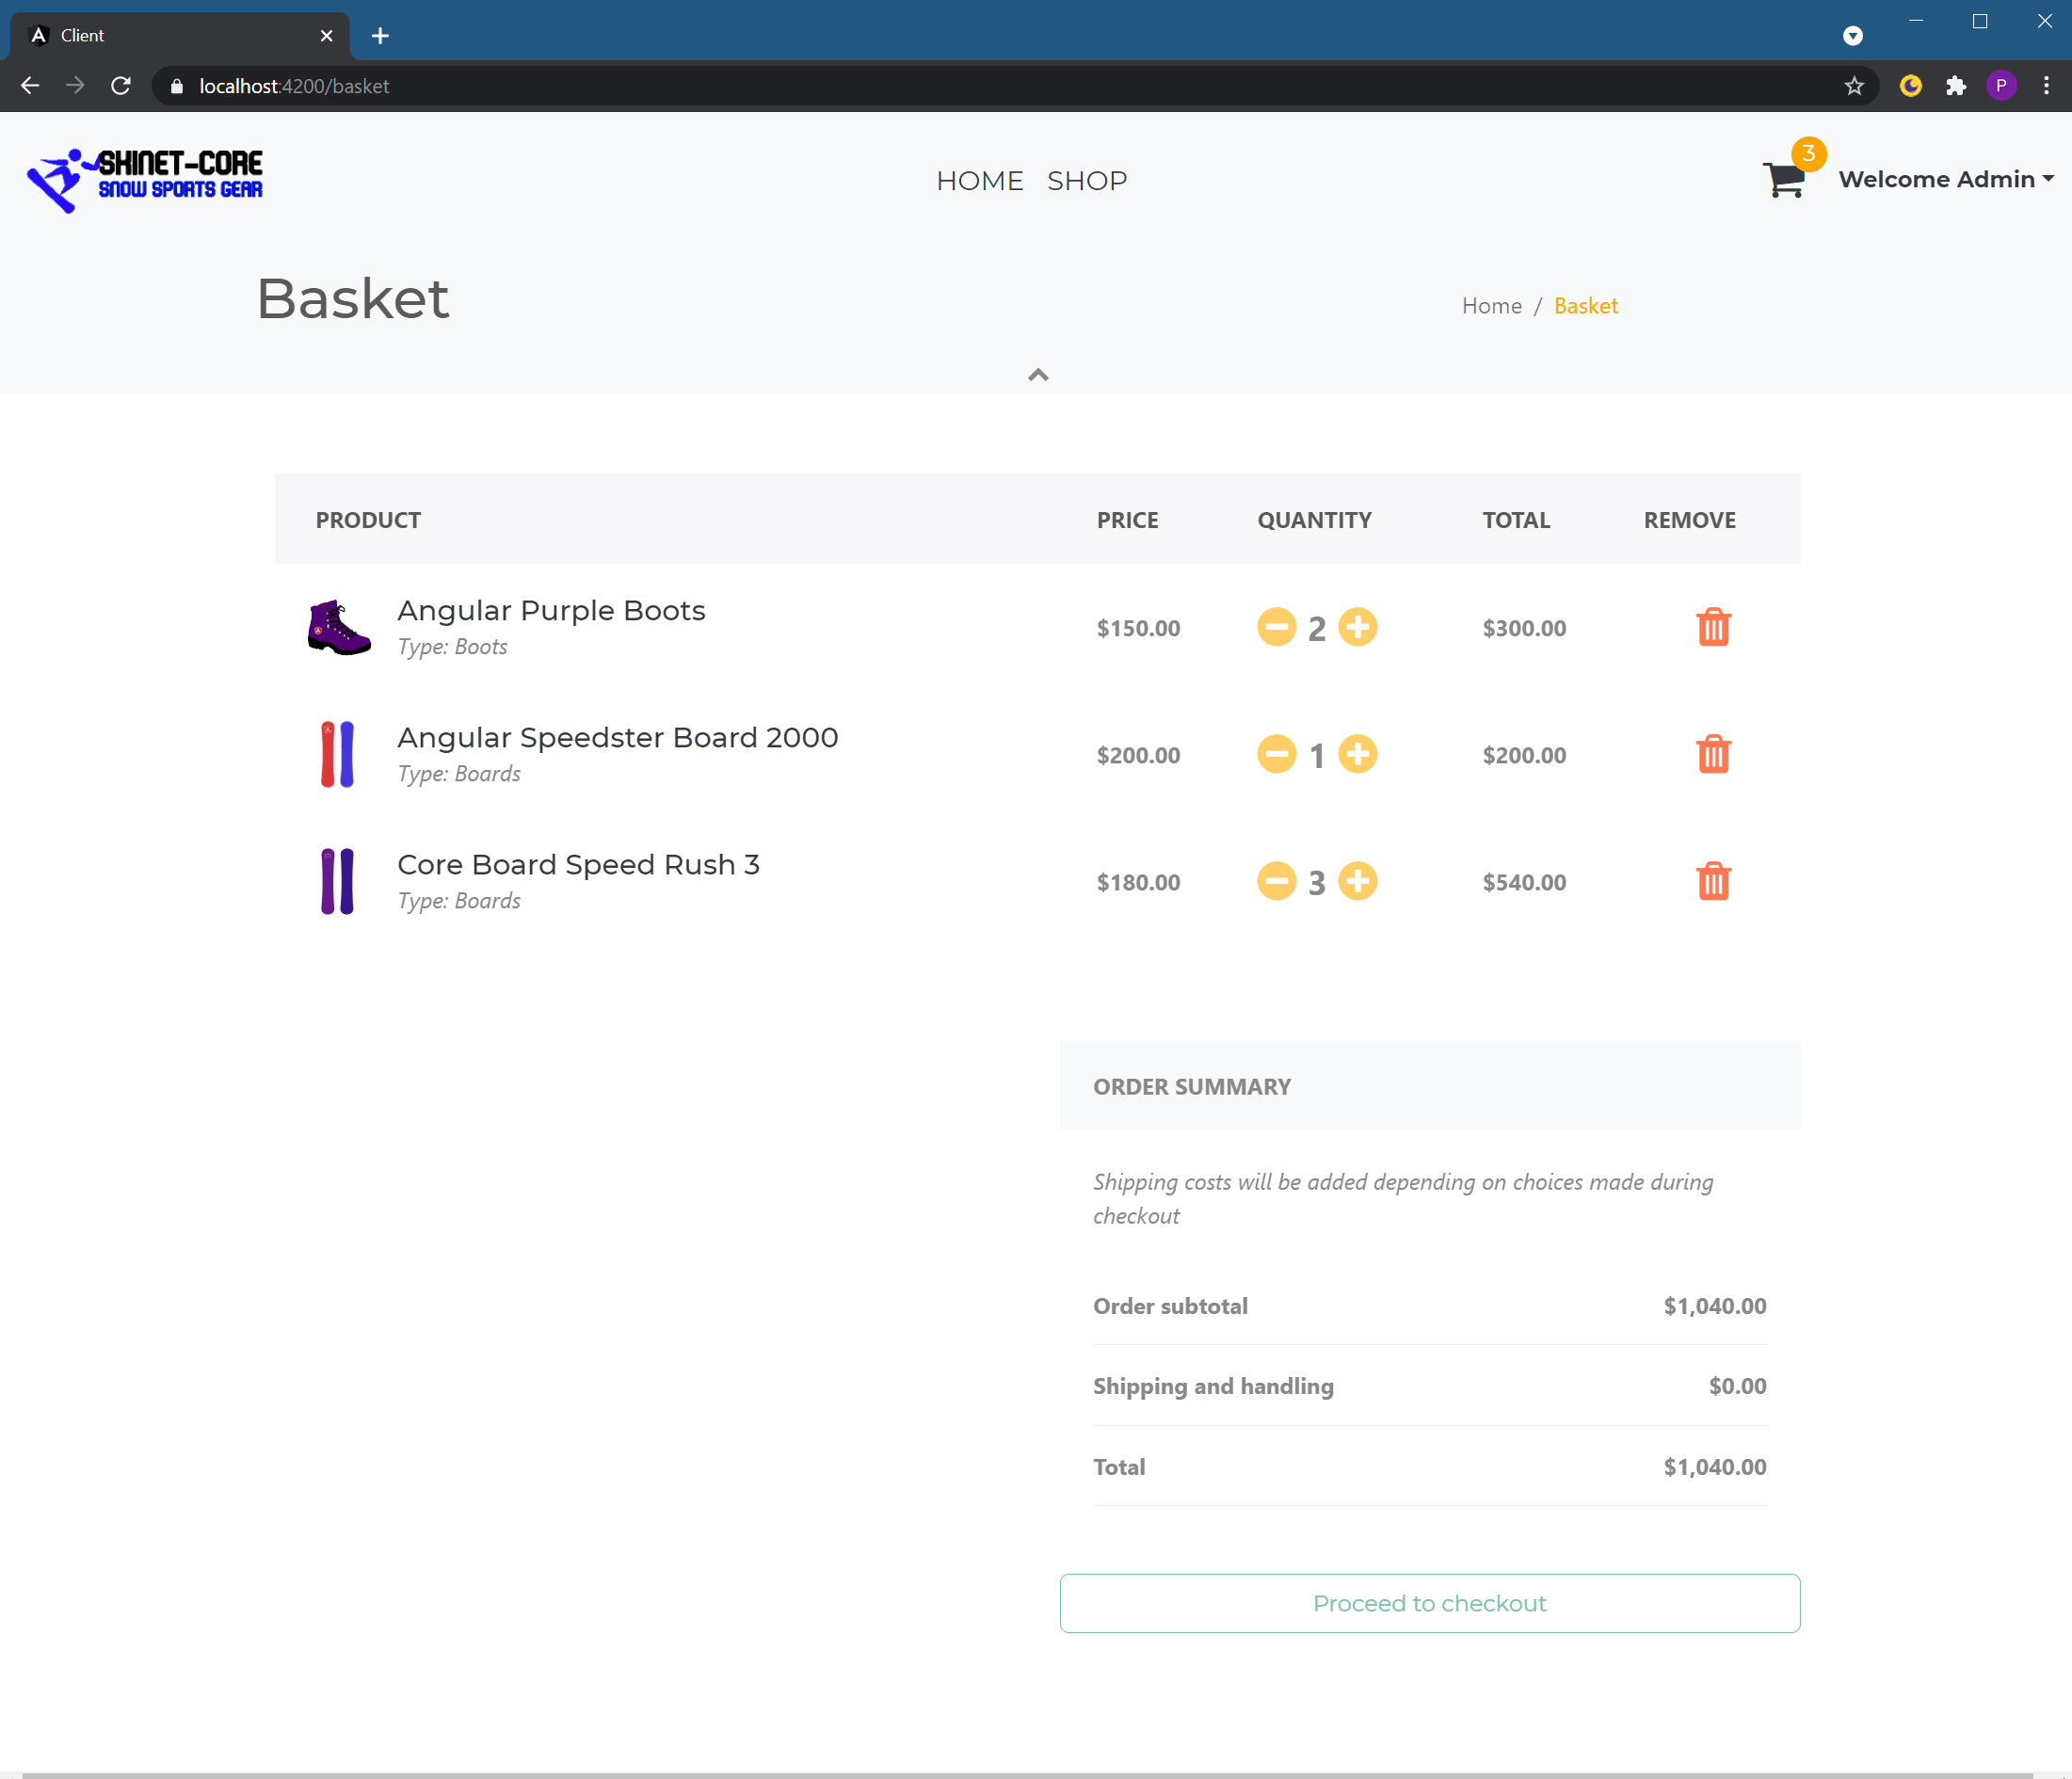 Client
localhost:4200/basket
P
SKINET-CORE
SNOW SPORTS GEAR
HOME SHOP
3
Welcome Admin
Basket
Home / Basket
PRODUCT PRICE QUANTITY TOTAL REMOVE
Angular Purple Boots
Type: Boots
$150.00 2 $300.00
Angular Speedster Board 2000
Type: Boards
$200.00 1 $200.00
Core Board Speed Rush 3
Type: Boards
$180.00 3 $540.00
ORDER SUMMARY
Shipping costs will be added depending on choices made during
checkout
Order subtotal $1,040.00
Shipping and handling $0.00
Total $1,040.00
Proceed to checkout